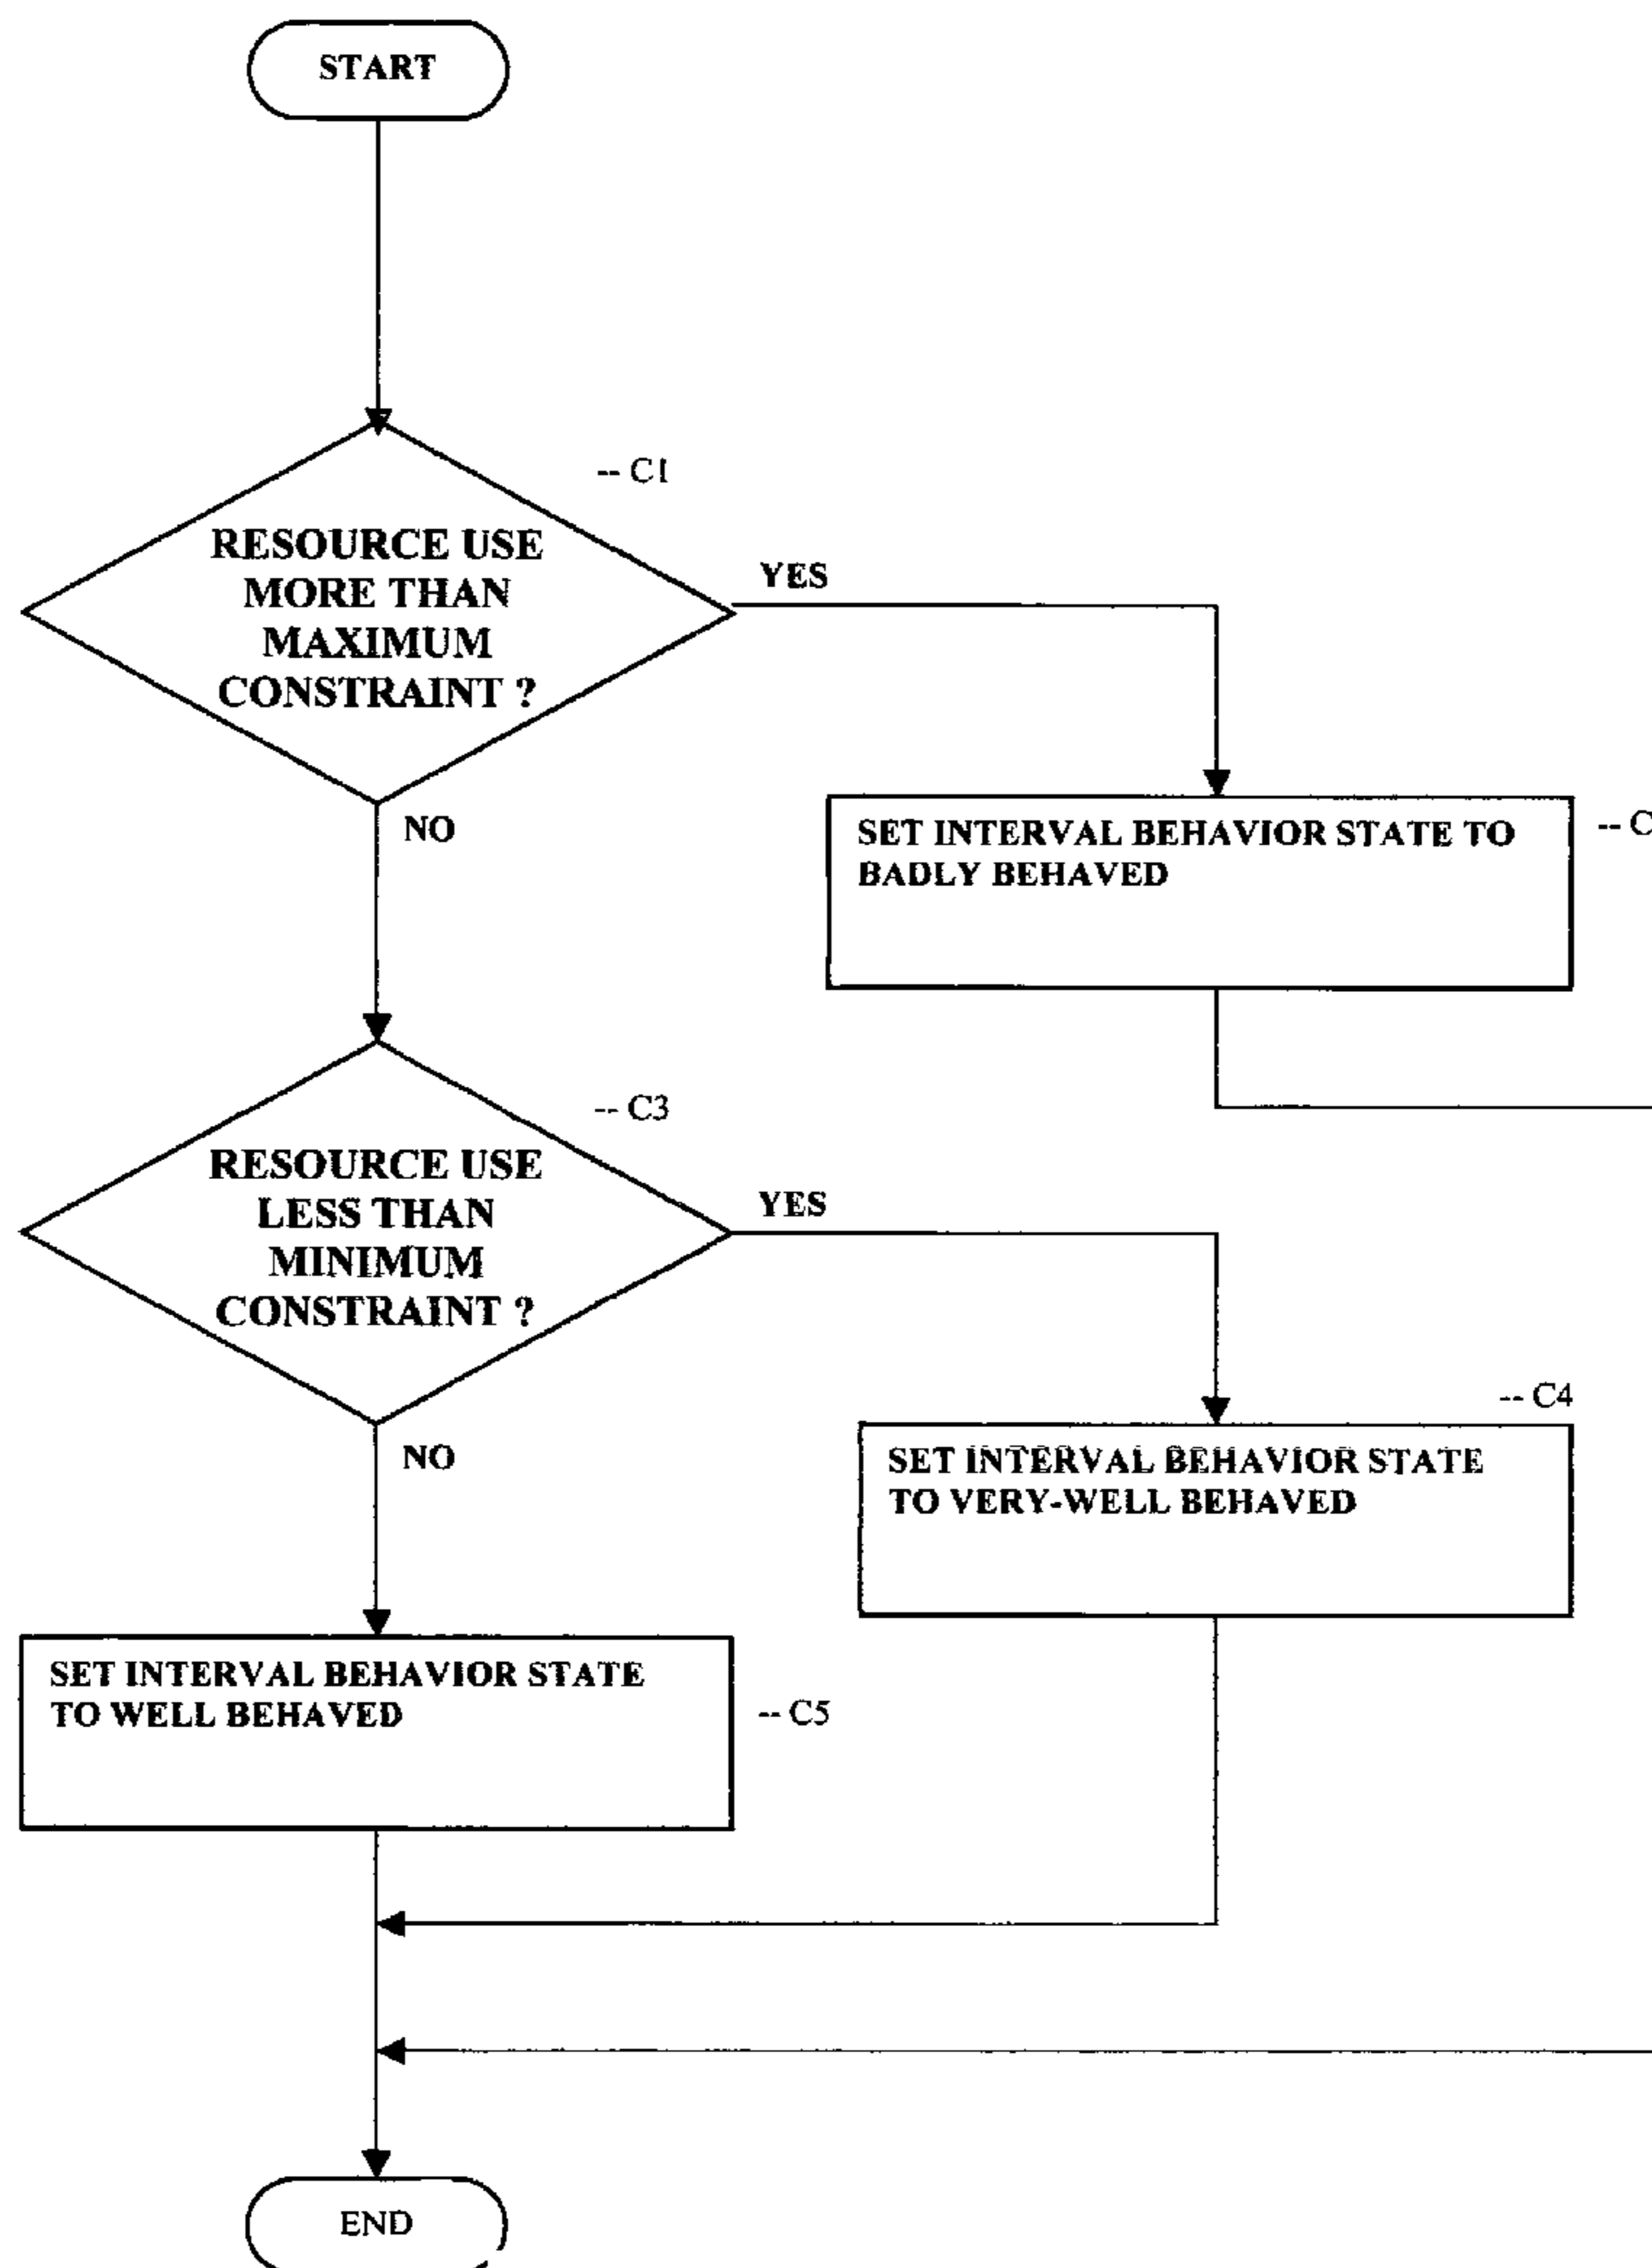 START
-- C1
RESOURCE USE
MORE THAN
MAXIMUM
CONSTRAINT ?
YES
NO
SET INTERVAL BEHAVIOR STATE TO
BADLY BEHAVED
-- C
-- C3
RESOURCE USE
LESS THAN
MINIMUM
CONSTRAINT ?
YES
NO
-- C4
SET INTERVAL BEHAVIOR STATE
TO VERY-WELL BEHAVED
SET INTERVAL BEHAVIOR STATE
TO WELL BEHAVED
-- C5
END